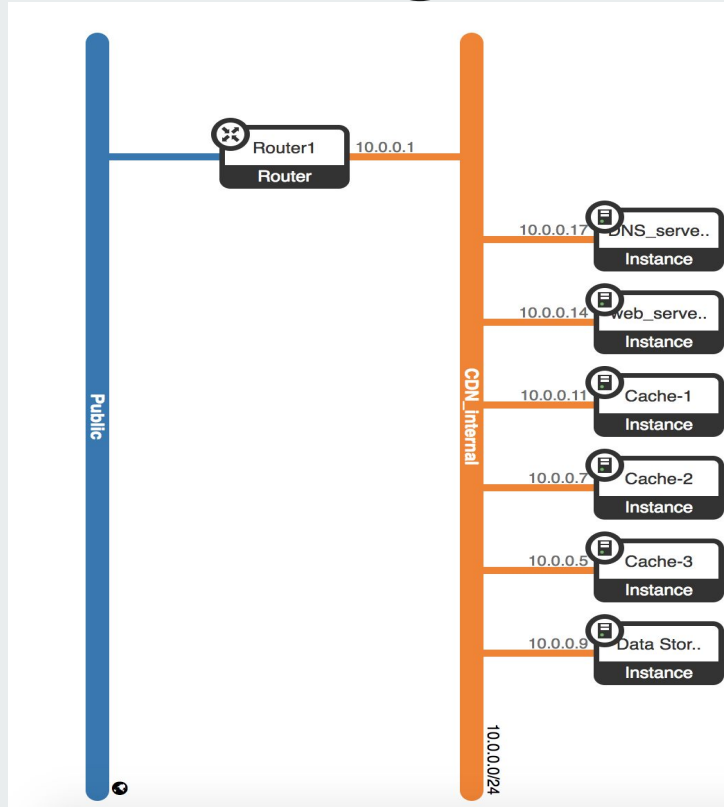 Router1
10.0.0.1
Router
10.0.0.17
DNS_serve..
Instance
10.0.0.14
web_serve..
Instance
Public
CDN_internal
10.0.0.11
Cache-1
Instance
10.0.0.7
Cache-2
Instance
10.0.0.5
Cache-3
Instance
10.0.0.9
Data Stor..
Instance
10.0.0.0/24